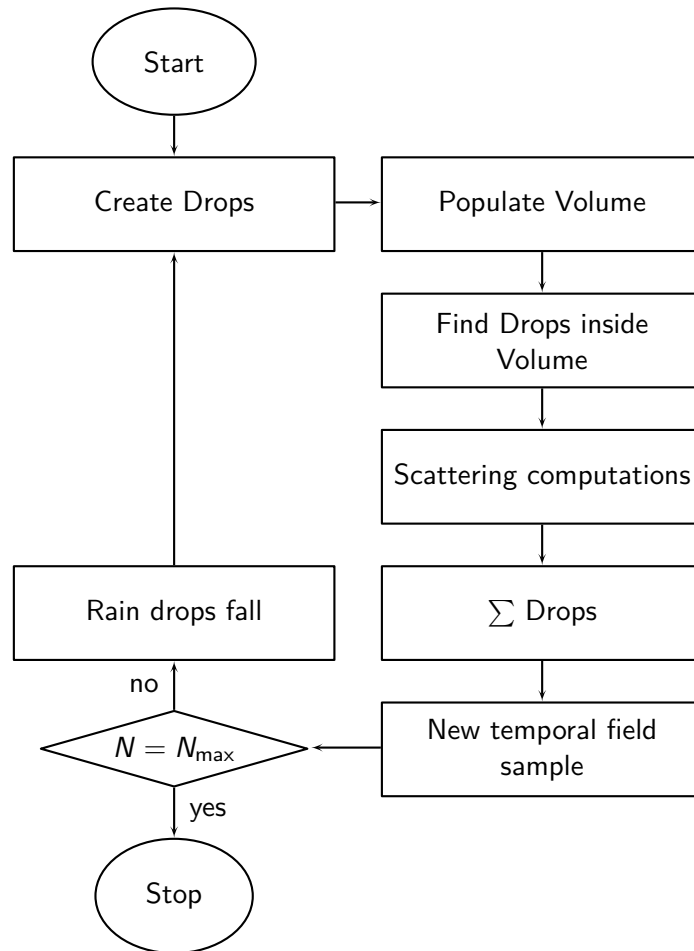 Start
Create Drops
Populate Volume
Find Drops inside
Volume
Scattering computations
∑ Drops
New temporal field
sample
N = N_max
no
Rain drops fall
yes
Stop